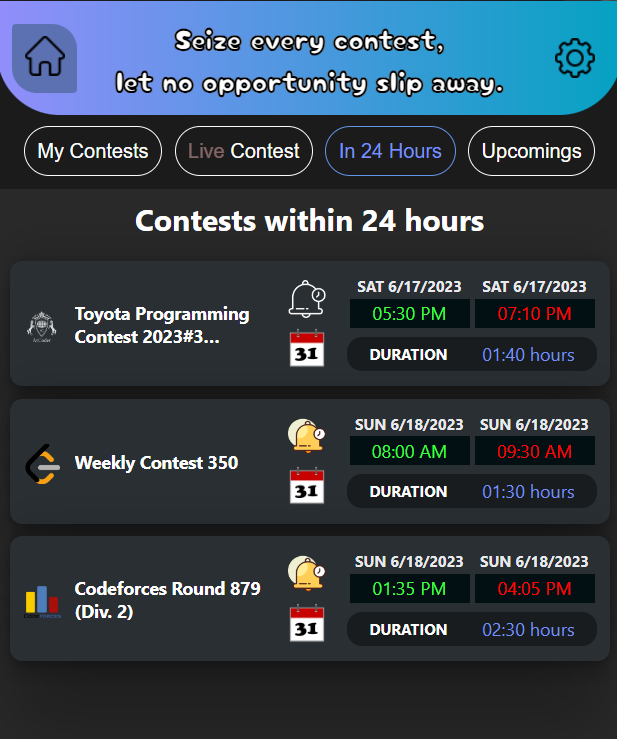 Seize every contest,
let no opportunity slip away.
My Contests
Live Contest
In 24 Hours
Upcomings
Contests within 24 hours
AtCoder
Toyota Programming
Contest 2023#3...
31
SAT 6/17/2023
SAT 6/17/2023
05:30 PM
07:10 PM
DURATION
01:40 hours
Weekly Contest 350
31
SUN 6/18/2023
SUN 6/18/2023
08:00 AM
09:30 AM
DURATION
01:30 hours
CODEFORCES
Codeforces Round 879
(Div. 2)
31
SUN 6/18/2023
SUN 6/18/2023
01:35 PM
04:05 PM
DURATION
02:30 hours